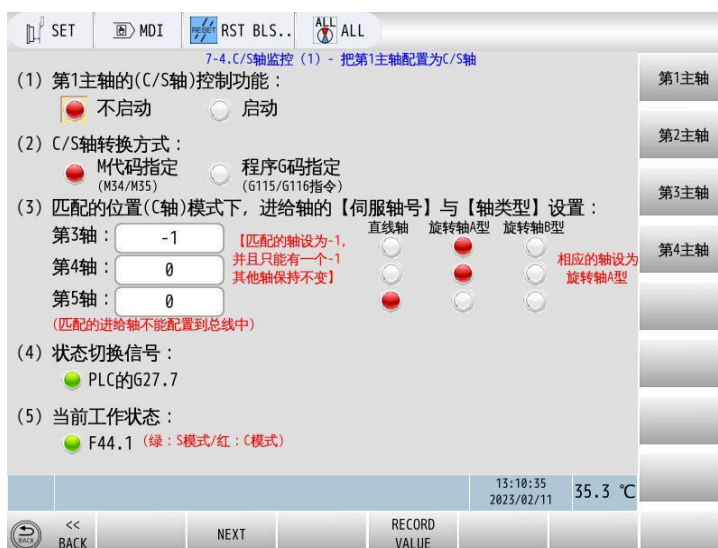 SET MDI RESET RST BLS.. ALL ALL
7-4.C/S轴监控 (1) - 把第1主轴配置为C/S轴
(1) 第1主轴的(C/S轴)控制功能：
不启动 启动
(2) C/S轴转换方式：
M代码指定 程序G码指定
(M34/M35) (G115/G116指令)
(3) 匹配的位置(C轴)模式下，进给轴的【伺服轴号】与【轴类型】设置：
直线轴 旋转轴A型 旋转轴B型
第3轴： -1
第4轴： 0
第5轴： 0
【匹配的轴设为-1,
并且只能有一个-1
其他轴保持不变】
相应的轴设为
旋转轴A型
(匹配的进给轴不能配置到总线中)
(4) 状态切换信号：
PLC的G27.7
(5) 当前工作状态：
F44.1 (绿：S模式/红：C模式)
第1主轴
第2主轴
第3主轴
第4主轴
13:10:35
2023/02/11
35.3 ℃
BACK
<<
BACK
NEXT
RECORD
VALUE